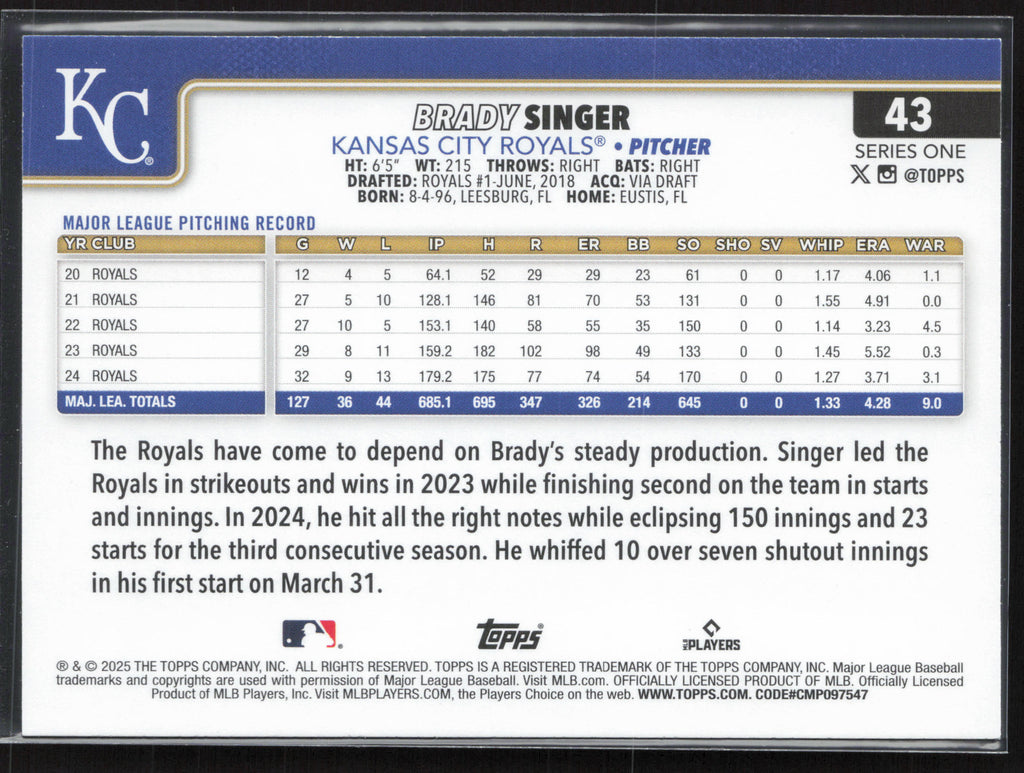 KC
43
BRADY SINGER
SERIES ONE
KANSAS CITY ROYALS® • PITCHER
X @TOPPS
HT: 6'5" WT: 215 THROWS: RIGHT BATS: RIGHT
DRAFTED: ROYALS #1-JUNE, 2018 ACQ: VIA DRAFT
BORN: 8-4-96, LEESBURG, FL HOME: EUSTIS, FL
MAJOR LEAGUE PITCHING RECORD
YR CLUB G W L IP H R ER BB SO SHO SV WHIP ERA WAR
20 ROYALS 12 4 5 64.1 52 29 29 23 61 0 0 1.17 4.06 1.1
21 ROYALS 27 5 10 128.1 146 81 70 53 131 0 0 1.55 4.91 0.0
22 ROYALS 27 10 5 153.1 140 58 55 35 150 0 0 1.14 3.23 4.5
23 ROYALS 29 8 11 159.2 182 102 98 49 133 0 0 1.45 5.52 0.3
24 ROYALS 32 9 13 179.2 175 77 74 54 170 0 0 1.27 3.71 3.1
MAJ. LEA. TOTALS 127 36 44 685.1 695 347 326 214 645 0 0 1.33 4.28 9.0
The Royals have come to depend on Brady's steady production. Singer led the
Royals in strikeouts and wins in 2023 while finishing second on the team in starts
and innings. In 2024, he hit all the right notes while eclipsing 150 innings and 23
starts for the third consecutive season. He whiffed 10 over seven shutout innings
in his first start on March 31.
Topps® MLB PLAYERS
® & © 2025 THE TOPPS COMPANY, INC. ALL RIGHTS RESERVED. TOPPS IS A REGISTERED TRADEMARK OF THE TOPPS COMPANY, INC. Major League Baseball
trademarks and copyrights are used with permission of Major League Baseball. Visit MLB.com. OFFICIALLY LICENSED PRODUCT OF MLB. Officially Licensed
Product of MLB Players, Inc. Visit MLBPLAYERS.COM, the Players Choice on the web. WWW.TOPPS.COM. CODE#CMP097547